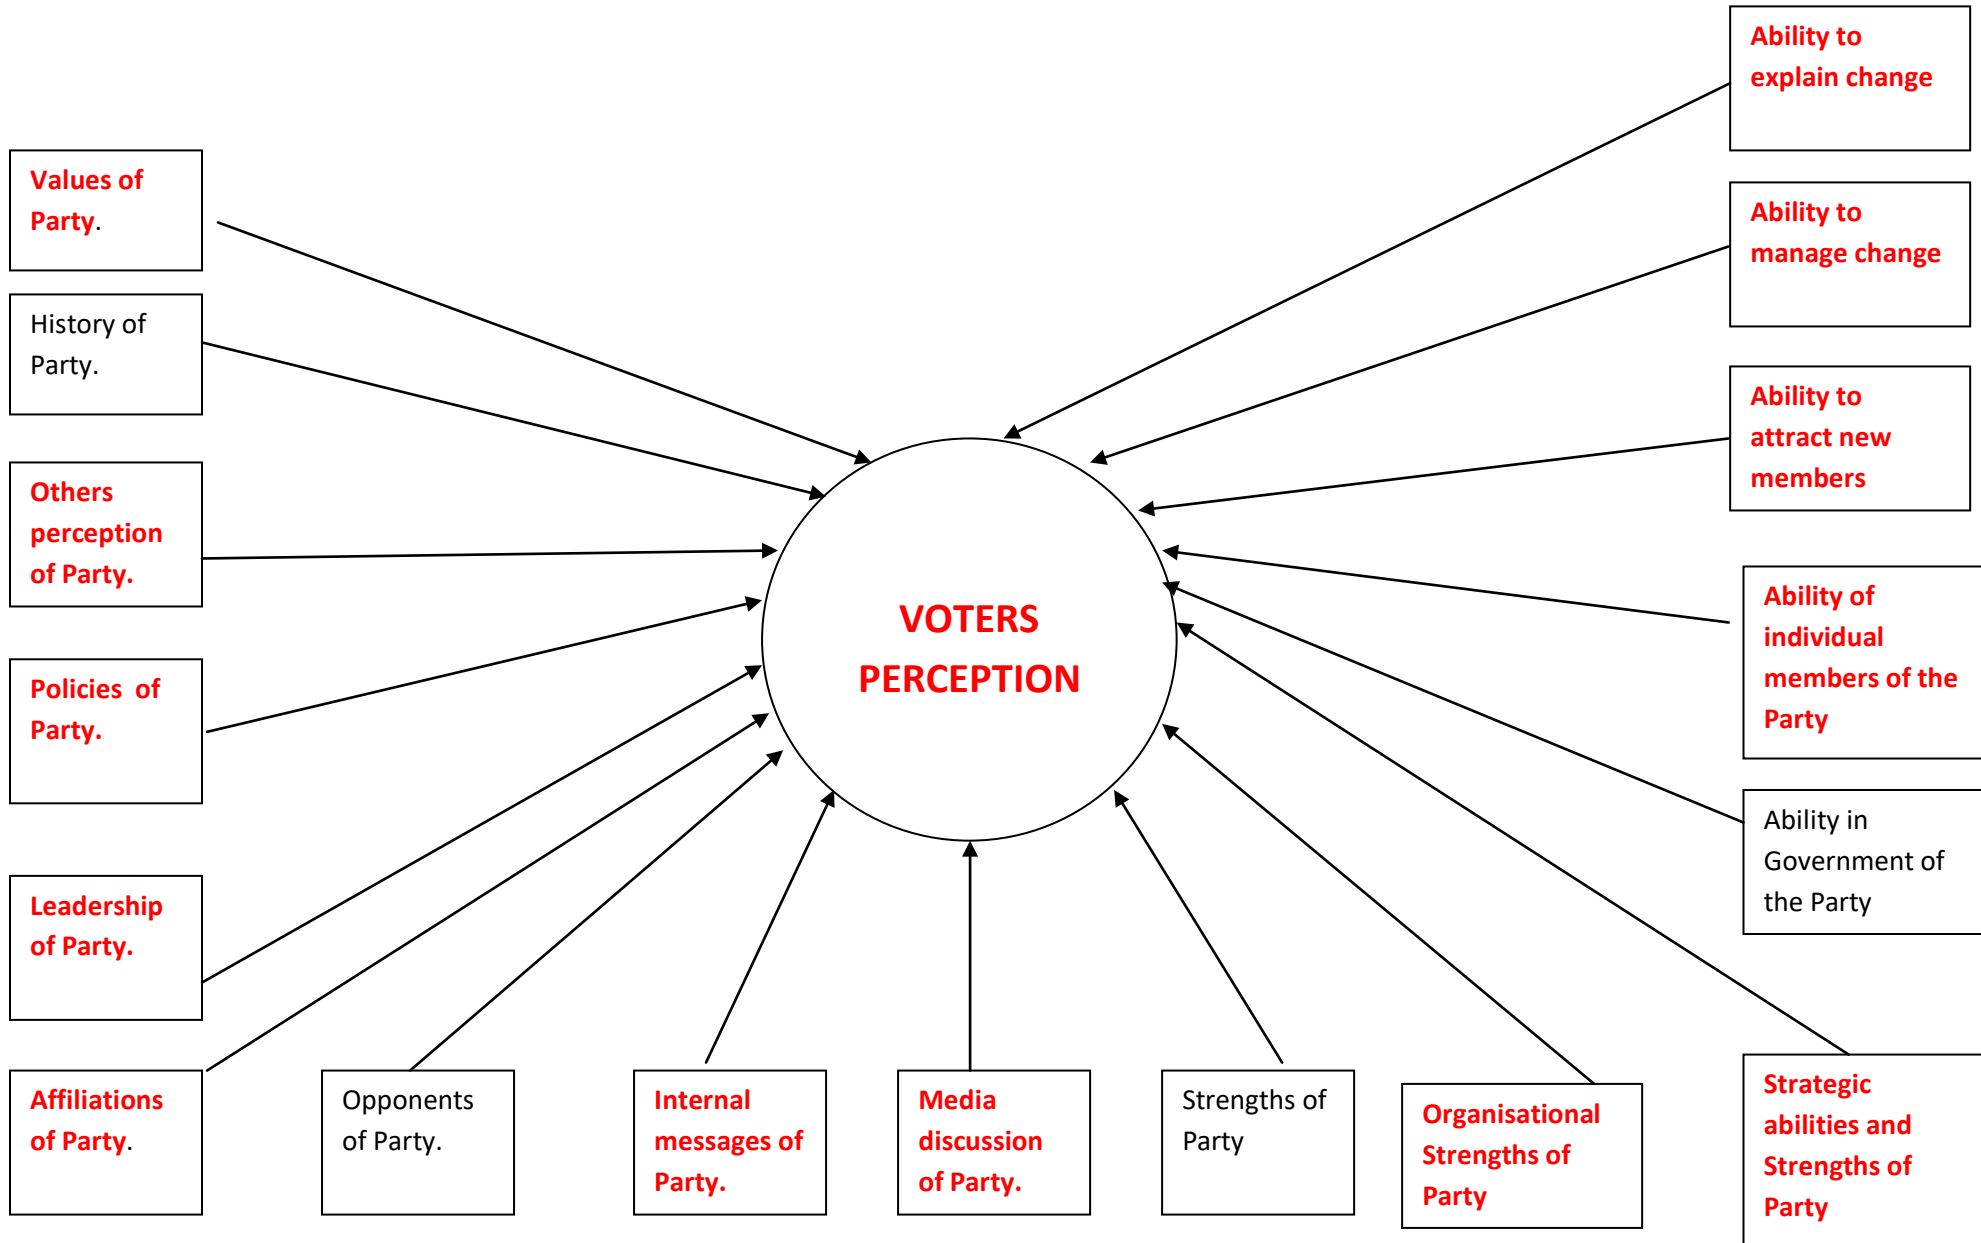 Ability to
explain change
Values of
Party.
Ability to
manage change
History of
Party.
Ability to
attract new
members
Others
perception
of Party.
VOTERS
PERCEPTION
Ability of
individual
members of the
Party
Policies  of
Party.
Ability in
Government of
the Party
Leadership
of Party.
Affiliations
of Party.
Opponents
of Party.
Internal
messages of
Party.
Media
discussion
of Party.
Strengths of
Party
Organisational
Strengths of
Party
Strategic
abilities and
Strengths of
Party